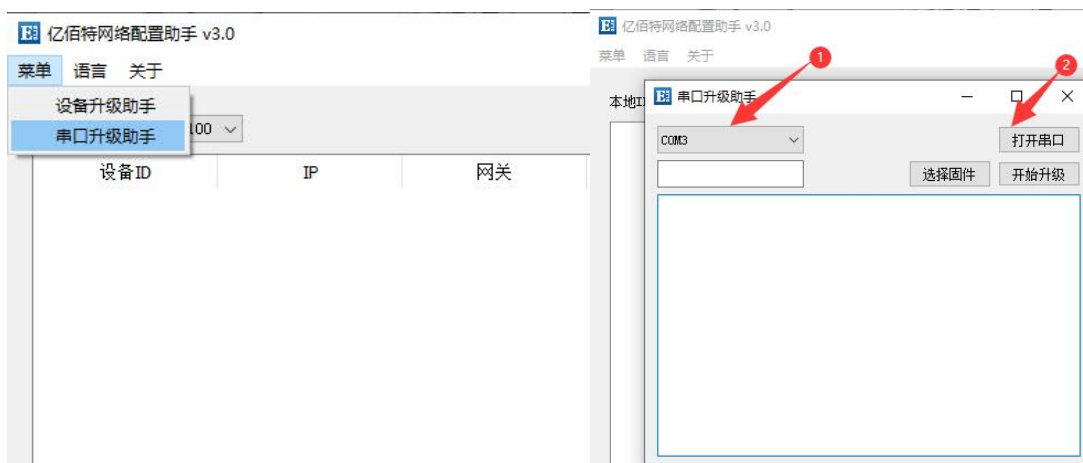 亿佰特网络配置助手 v3.0
菜单 语言 关于
设备升级助手
串口升级助手
100
设备ID IP 网关
亿佰特网络配置助手 v3.0
菜单 语言 关于
1
2
本地I
串口升级助手
COM3 打开串口
选择固件 开始升级